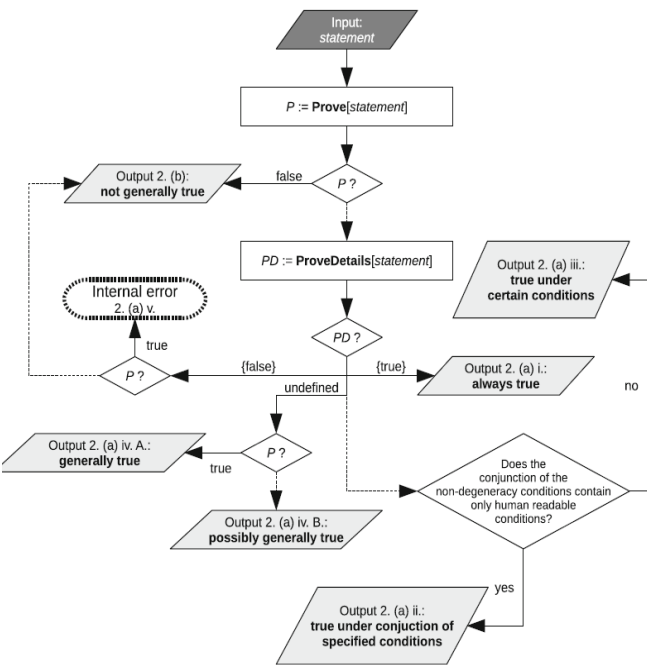 Input:
statement
P := Prove[statement]
Output 2. (b):
not generally true
false
P ?
PD := ProveDetails[statement]
Output 2. (a) iii.:
true under
certain conditions
Internal error
2. (a) v.
PD ?
true
P ?
{false}
{true}
Output 2. (a) i.:
always true
no
undefined
Output 2. (a) iv. A.:
generally true
true
P ?
Does the
conjunction of the
non-degeneracy conditions contain
only human readable
conditions?
Output 2. (a) iv. B.:
possibly generally true
yes
Output 2. (a) ii.:
true under conjuction of
specified conditions